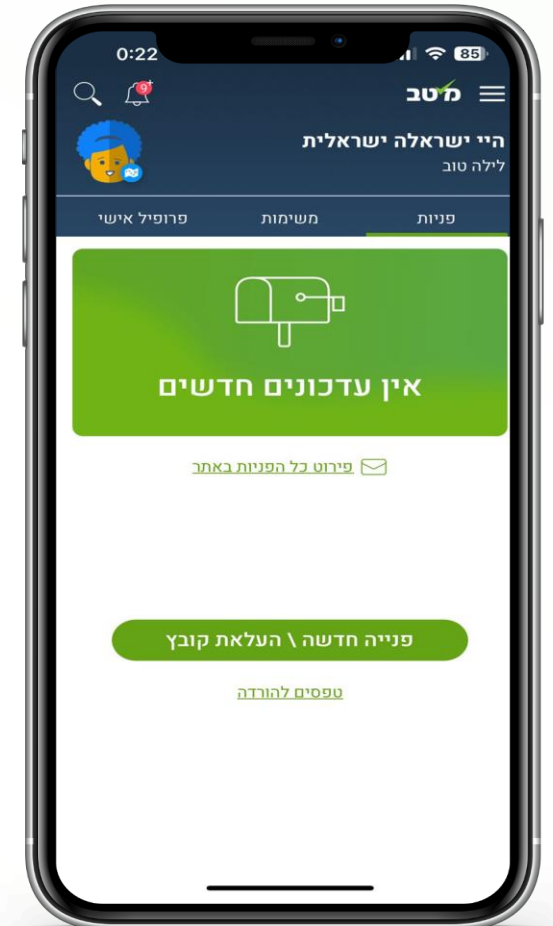 0:22
85
9+
מיטב
היי ישראלה ישראלית
לילה טוב
פניות
משימות
פרופיל אישי
אין עדכונים חדשים
פירוט כל הפניות באתר
פנייה חדשה \ העלאת קובץ
טפסים להורדה